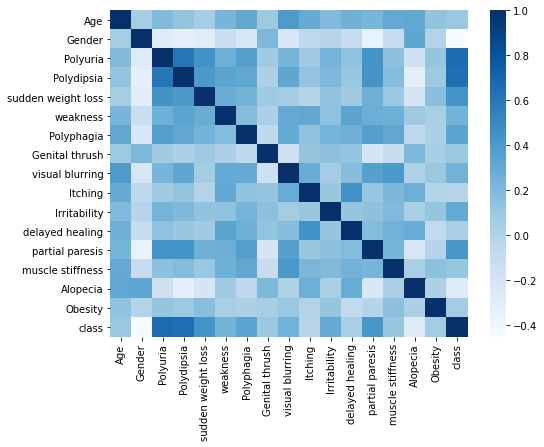 Age
Gender
Polyuria
Polydipsia
sudden weight loss
weakness
Polyphagia
Genital thrush
visual blurring
Itching
Irritability
delayed healing
partial paresis
muscle stiffness
Alopecia
Obesity
class
Age
Gender
Polyuria
Polydipsia
sudden weight loss
weakness
Polyphagia
Genital thrush
visual blurring
Itching
Irritability
delayed healing
partial paresis
muscle stiffness
Alopecia
Obesity
class
1.0
0.8
0.6
0.4
0.2
0.0
−0.2
−0.4